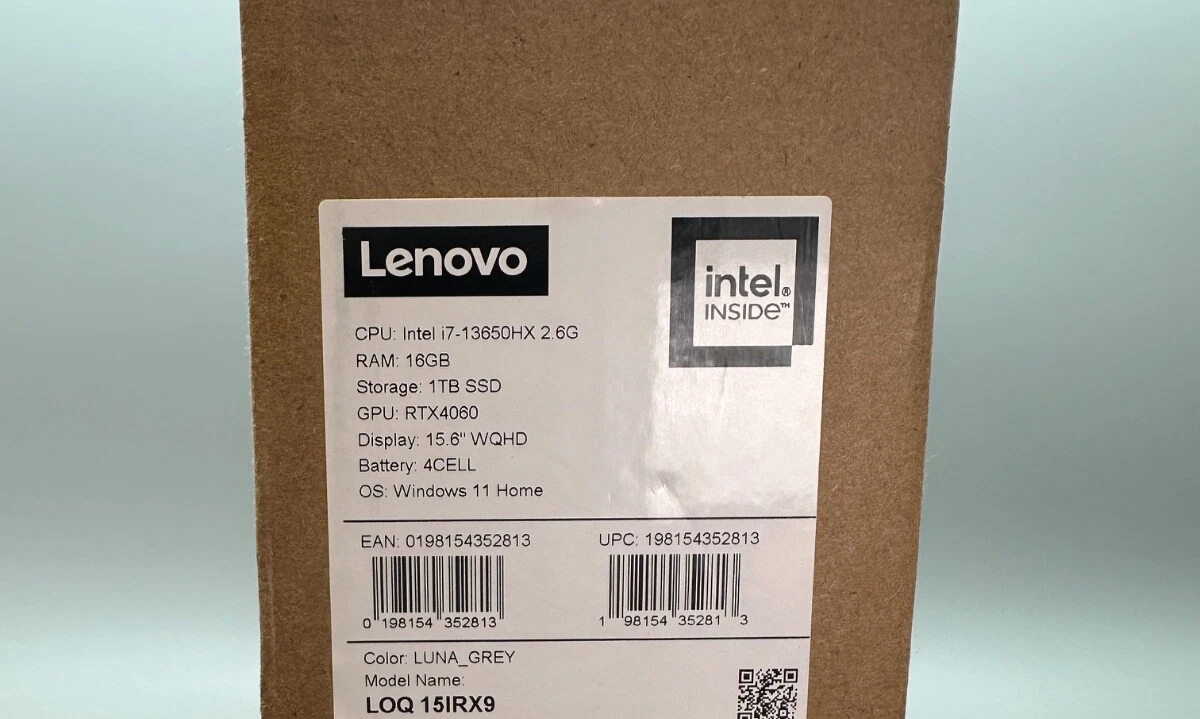 Lenovo
intel®
INSIDE™
CPU: Intel i7-13650HX 2.6G
RAM: 16GB
Storage: 1TB SSD
GPU: RTX4060
Display: 15.6" WQHD
Battery: 4CELL
OS: Windows 11 Home
EAN: 0198154352813 UPC: 198154352813
0 198154 352813 1 98154 35281 3
Color: LUNA_GREY
Model Name:
LOQ 15IRX9